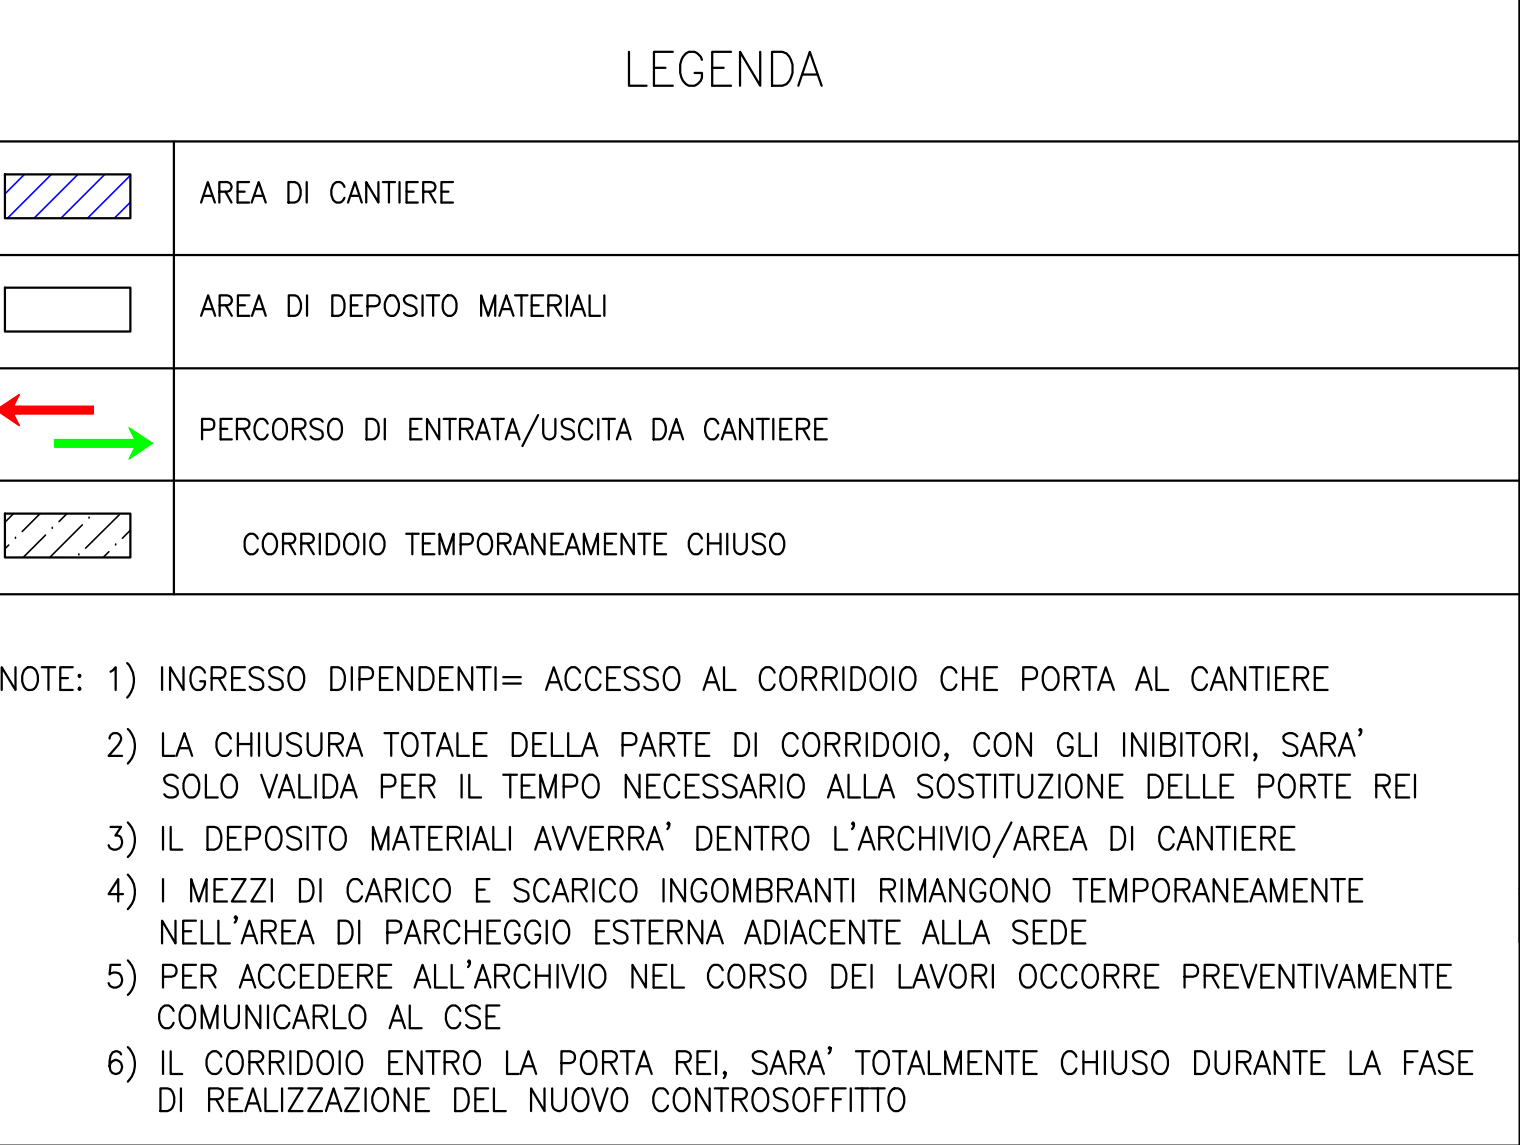 LEGENDA
AREA DI CANTIERE
AREA DI DEPOSITO MATERIALI
PERCORSO DI ENTRATA/USCITA DA CANTIERE
CORRIDOIO TEMPORANEAMENTE CHIUSO
NOTE: 1) INGRESSO DIPENDENTI= ACCESSO AL CORRIDOIO CHE PORTA AL CANTIERE
2) LA CHIUSURA TOTALE DELLA PARTE DI CORRIDOIO, CON GLI INIBITORI, SARA'
SOLO VALIDA PER IL TEMPO NECESSARIO ALLA SOSTITUZIONE DELLE PORTE REI
3) IL DEPOSITO MATERIALI AVVERRA' DENTRO L'ARCHIVIO/AREA DI CANTIERE
4) I MEZZI DI CARICO E SCARICO INGOMBRANTI RIMANGONO TEMPORANEAMENTE
NELL'AREA DI PARCHEGGIO ESTERNA ADIACENTE ALLA SEDE
5) PER ACCEDERE ALL'ARCHIVIO NEL CORSO DEI LAVORI OCCORRE PREVENTIVAMENTE
COMUNICARLO AL CSE
6) IL CORRIDOIO ENTRO LA PORTA REI, SARA' TOTALMENTE CHIUSO DURANTE LA FASE
DI REALIZZAZIONE DEL NUOVO CONTROSOFFITTO